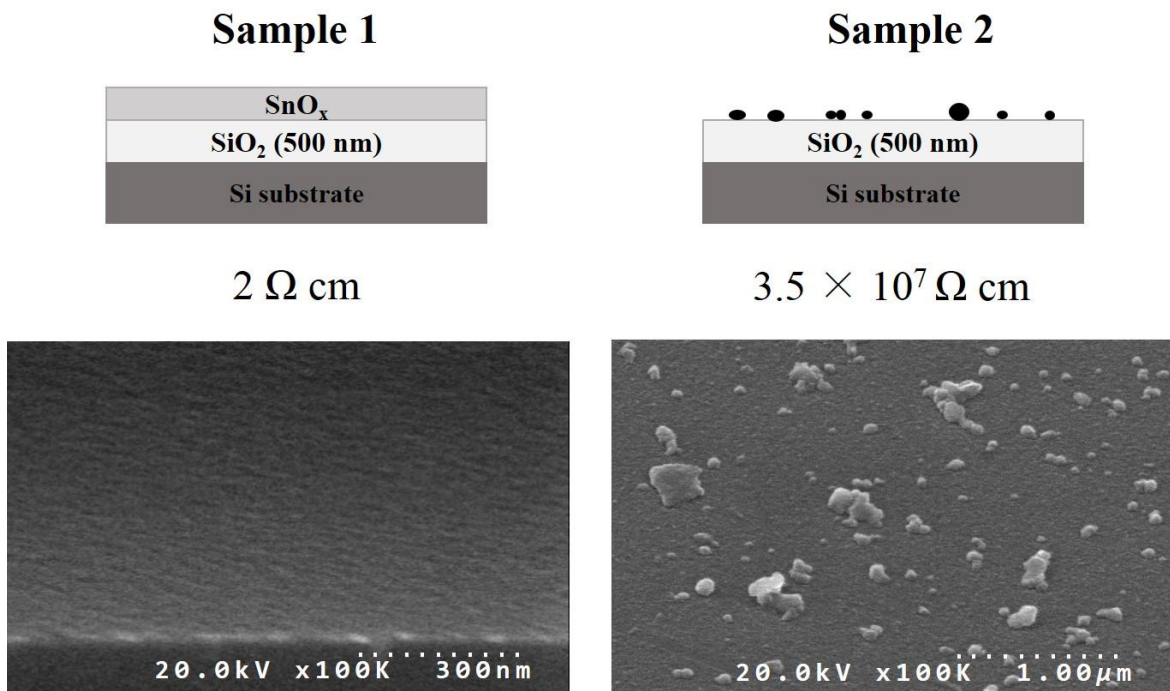 Sample 1
SnOₓ
SiO₂ (500 nm)
Si substrate
2 Ω cm
20.0kV x100K 300nm
Sample 2
SiO₂ (500 nm)
Si substrate
3.5 × 10⁷ Ω cm
20.0kV x100K 1.00μm